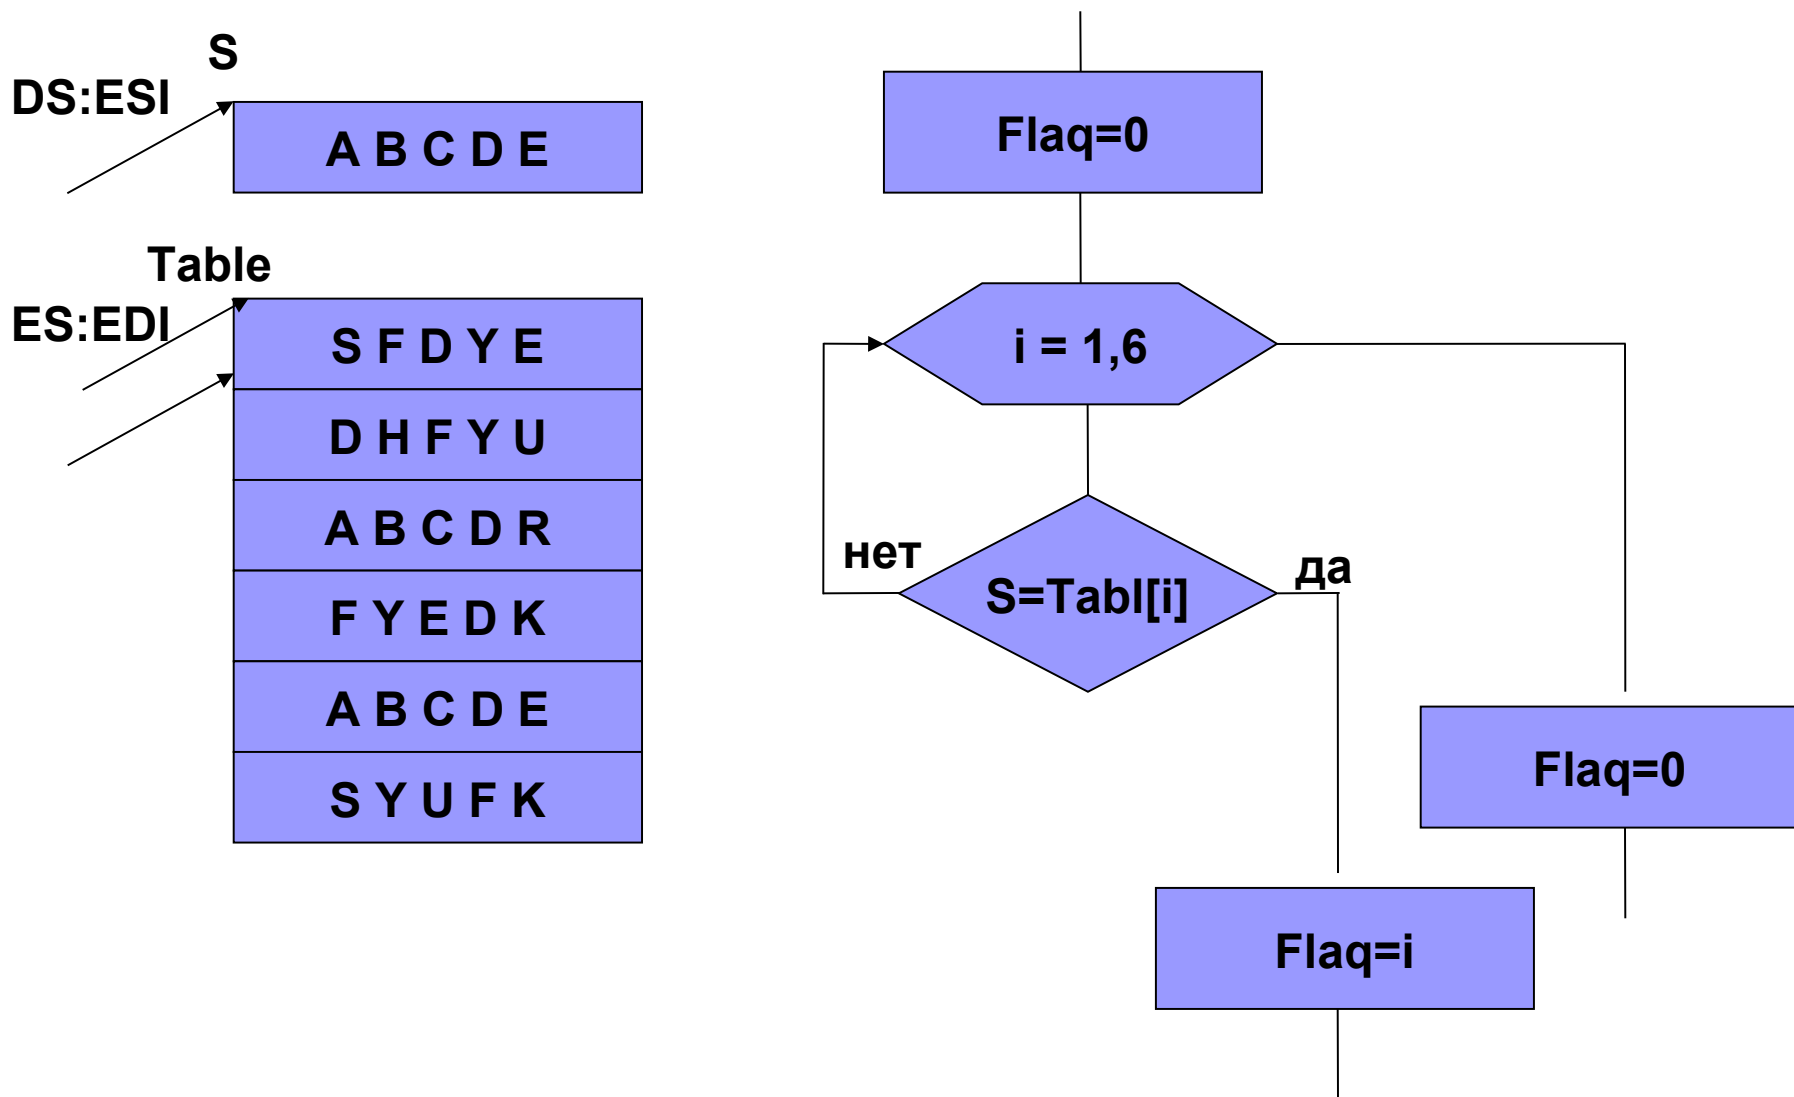 S
DS:ESI
A B C D E
Table
ES:EDI
S F D Y E
D H F Y U
A B C D R
F Y E D K
A B C D E
S Y U F K
Flaq=0
i = 1,6
нет
да
S=Tabl[i]
Flaq=0
Flaq=i